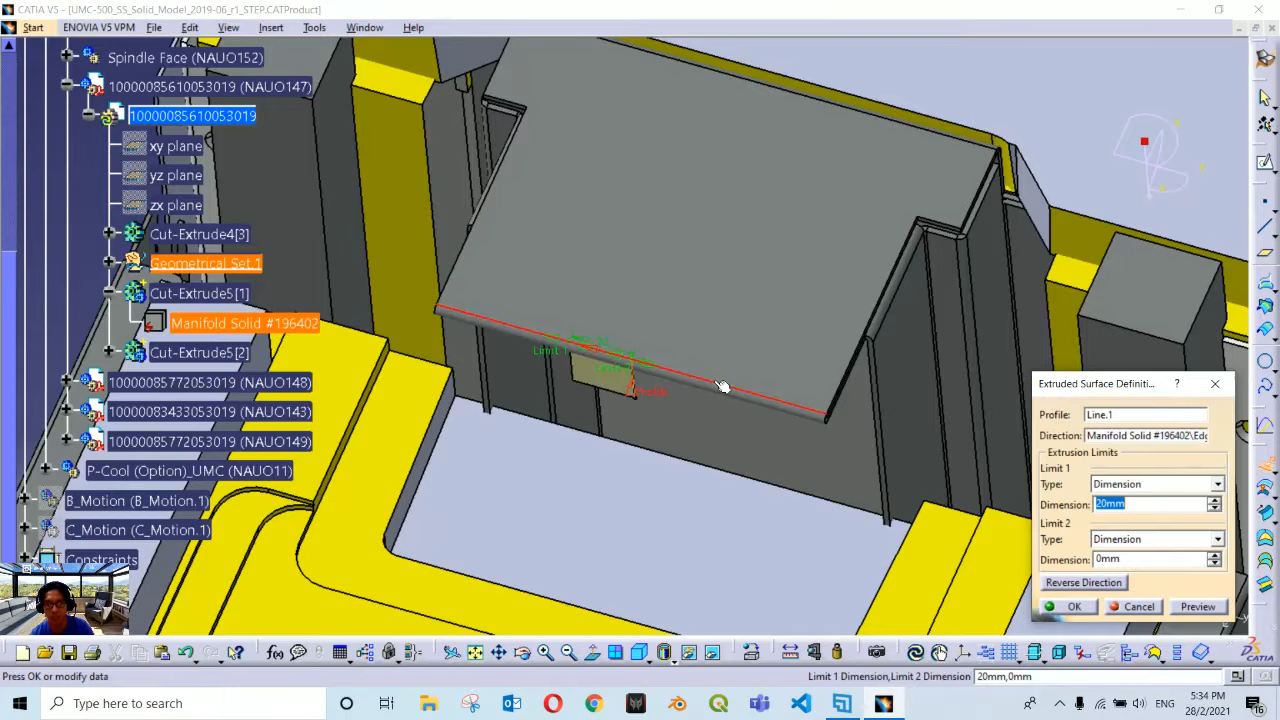 CATIA V5 - [UMC-500_SS_Solid_Model_2019-06_r1_STEP.CATProduct]
Start ENOVIA V5 VPM File Edit View Insert Tools Window Help
Spindle Face (NAUO152)
10000085610053019 (NAUO147)
10000085610053019
xy plane
yz plane
zx plane
Cut-Extrude4[3]
Geometrical Set.1
Cut-Extrude5[1]
Manifold Solid #196402
Cut-Extrude5[2]
10000085772053019 (NAUO148)
10000083433053019 (NAUO143)
10000085772053019 (NAUO149)
P-Cool (Option)_UMC (NAUO11)
B_Motion (B_Motion.1)
C_Motion (C_Motion.1)
Constraints
Limit 1
Profile
Extruded Surface Definiti... ?
Profile: Line.1
Direction: Manifold Solid #196402\Edg
Extrusion Limits
Limit 1
Type: Dimension
Dimension: 20mm
Limit 2
Type: Dimension
Dimension: 0mm
Reverse Direction
OK Cancel Preview
f(x)
CATIA
Press OK or modify data
Limit 1 Dimension,Limit 2 Dimension 20mm,0mm
Type here to search
5:34 PM
28/2/2021
16